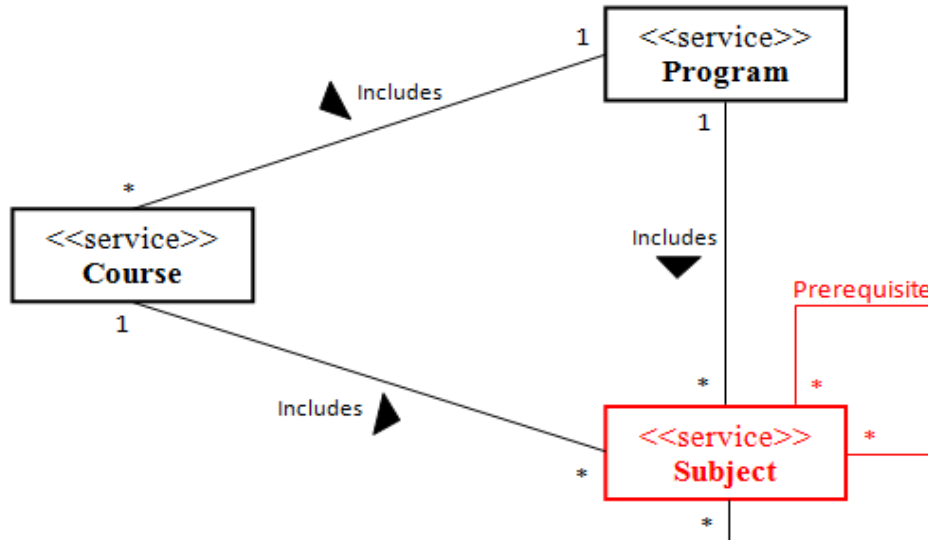 1
<<service>>
Program
Includes
1
*
<<service>>
Course
Includes
Prerequisite
1
*
*
Includes
<<service>>
Subject
*
*
*